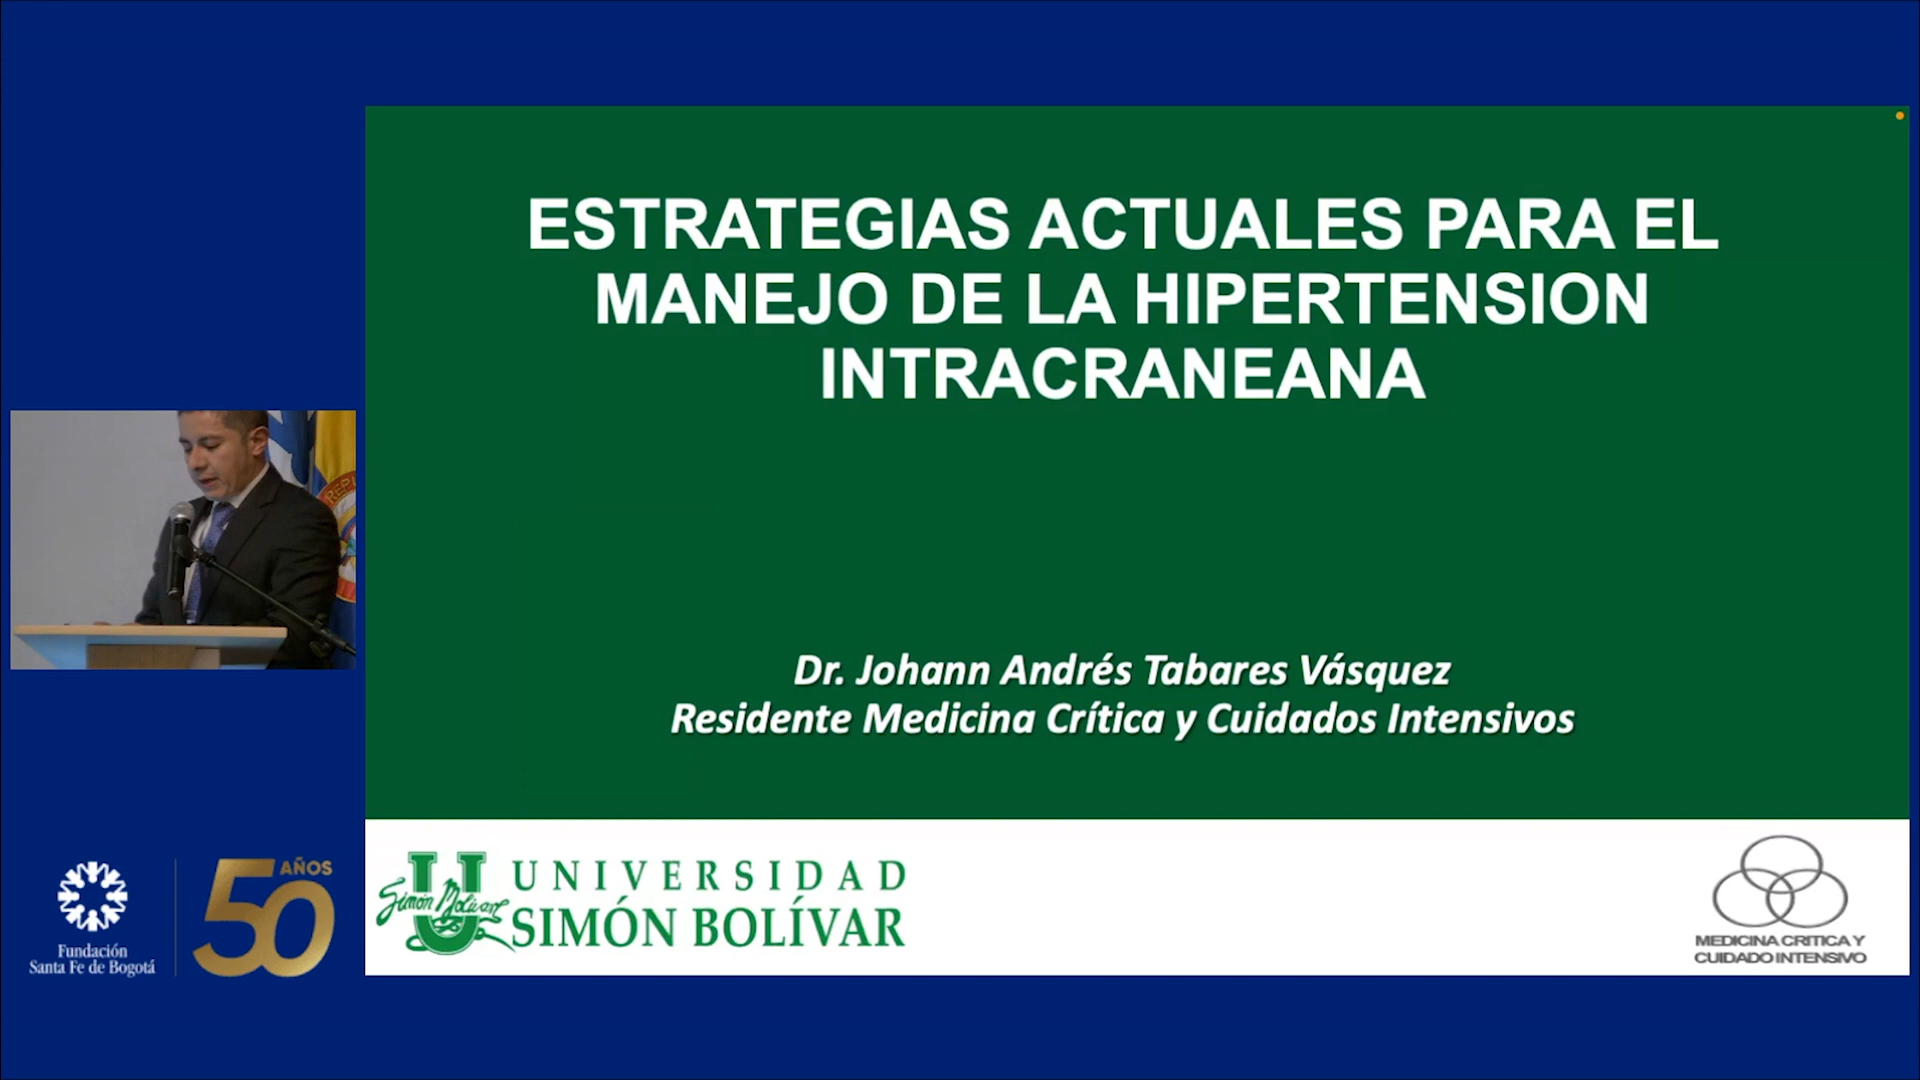 ESTRATEGIAS ACTUALES PARA EL
MANEJO DE LA HIPERTENSION
INTRACRANEANA
Dr. Johann Andrés Tabares Vásquez
Residente Medicina Crítica y Cuidados Intensivos
REP
Fundación
Santa Fe de Bogotá
50
AÑOS
Simón Bolívar
U
UNIVERSIDAD
SIMÓN BOLÍVAR
MEDICINA CRITICA Y
CUIDADO INTENSIVO